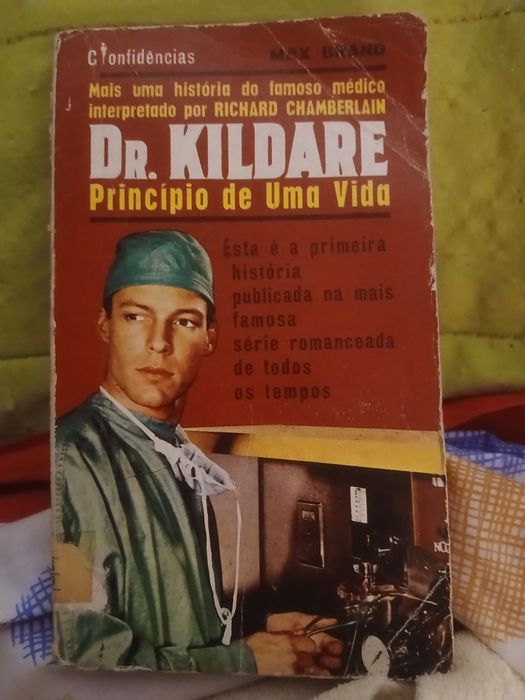 Confidências
MAX BRAND
Mais uma história do famoso médico
interpretado por RICHARD CHAMBERLAIN
DR. KILDARE
Princípio de Uma Vida
Esta é a primeira
história
publicada na mais
famosa
série romanceada
de todos
os tempos